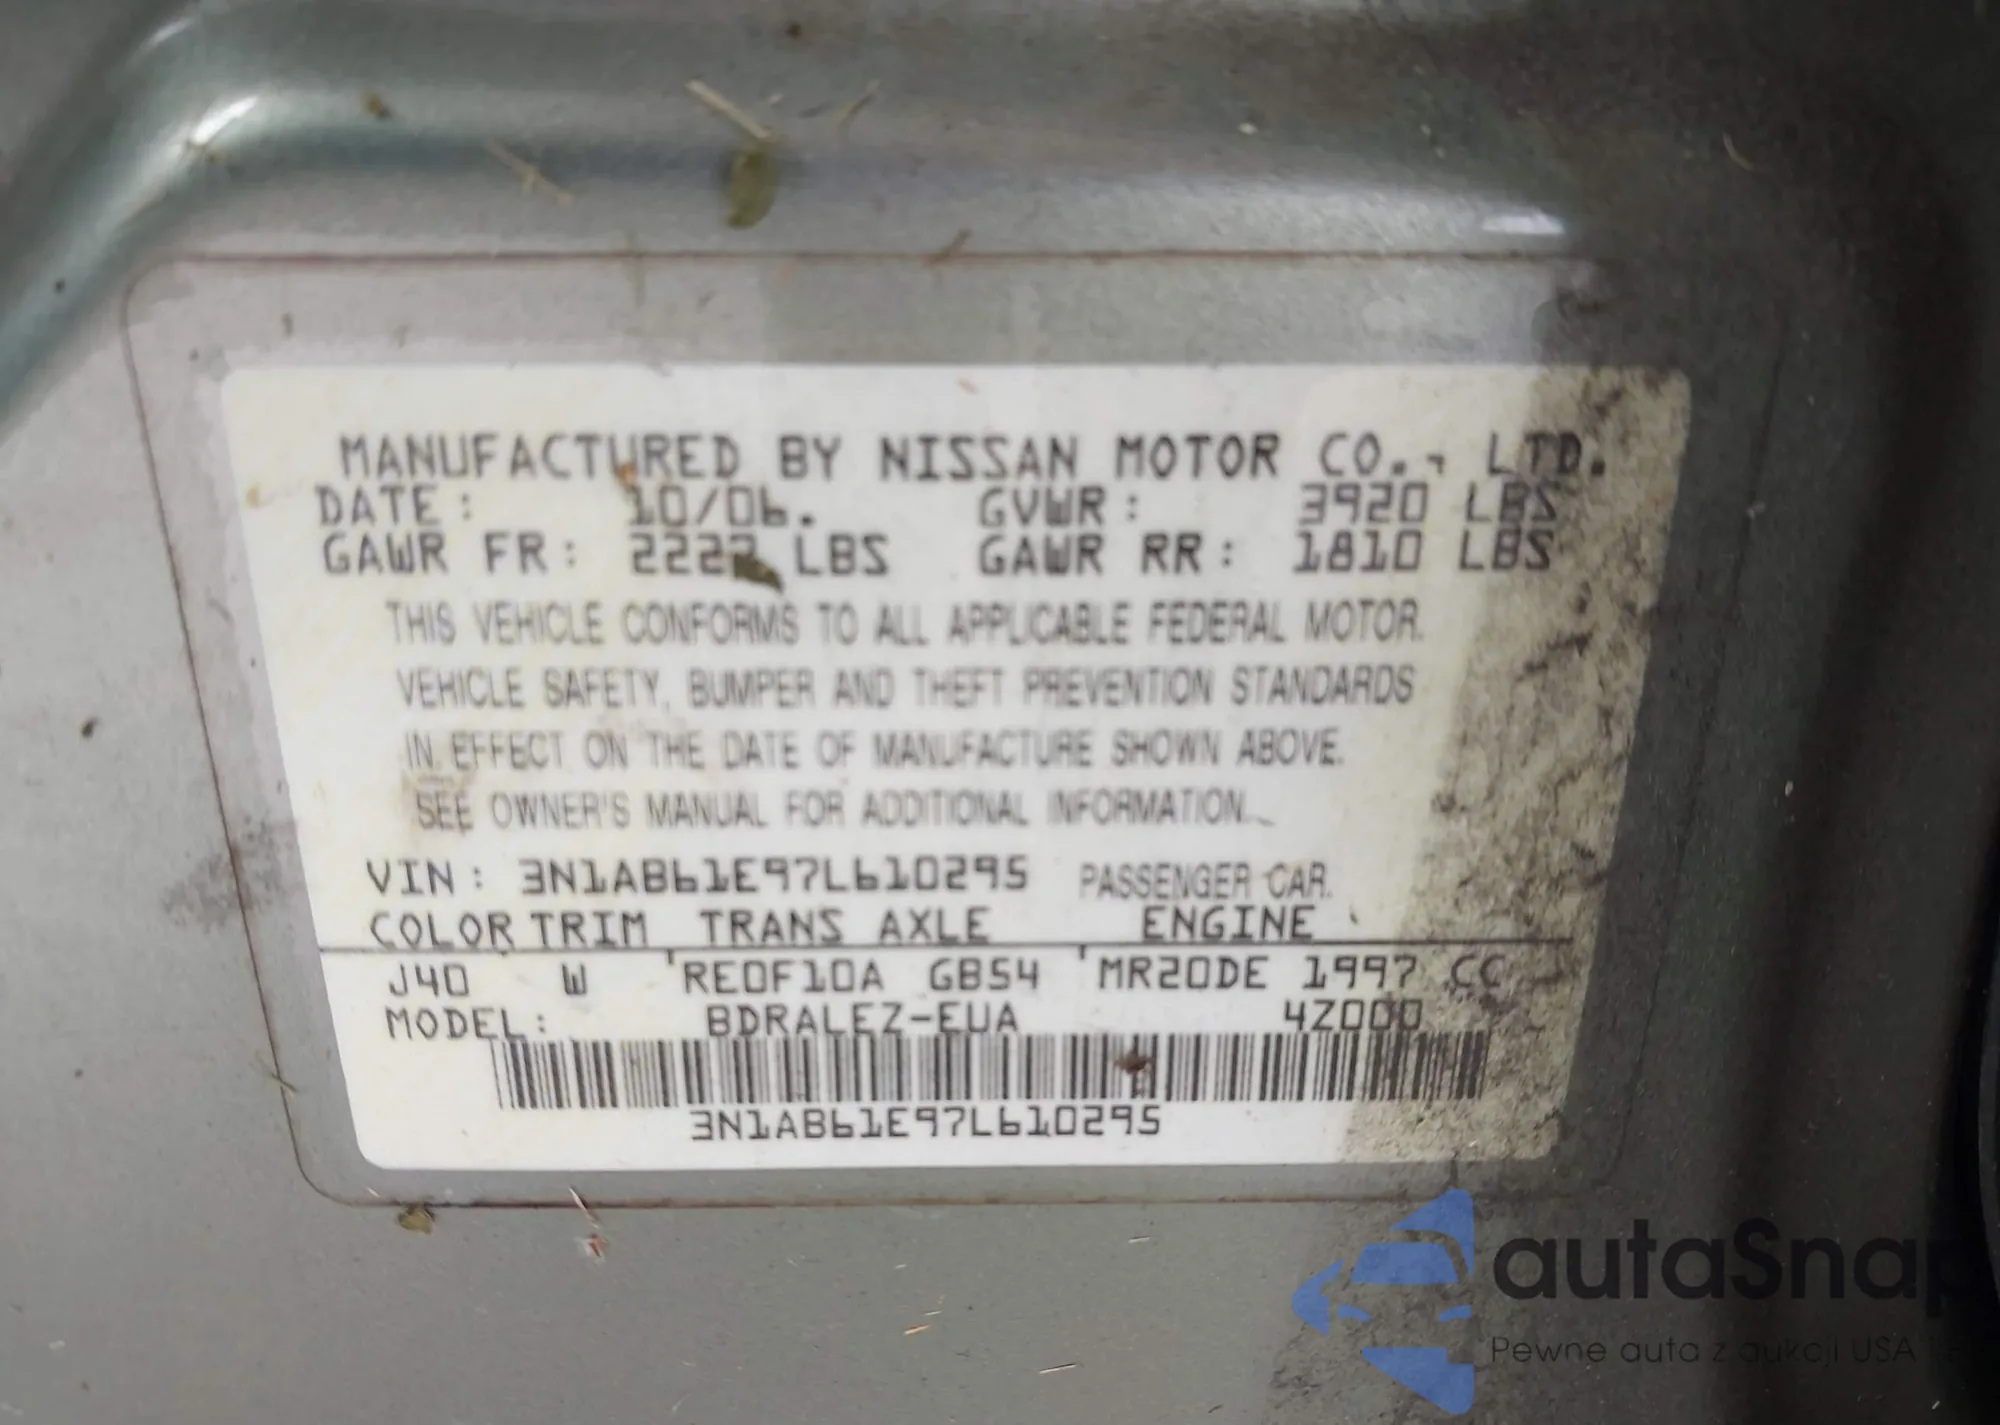 MANUFACTURED BY NISSAN MOTOR CO., LTD.
DATE: 10/06. GVWR: 3920 LBS
GAWR FR: 2222 LBS GAWR RR: 1810 LBS
THIS VEHICLE CONFORMS TO ALL APPLICABLE FEDERAL MOTOR
VEHICLE SAFETY, BUMPER AND THEFT PREVENTION STANDARDS
IN EFFECT ON THE DATE OF MANUFACTURE SHOWN ABOVE.
SEE OWNER'S MANUAL FOR ADDITIONAL INFORMATION.
VIN: 3N1AB61E97L610295 PASSENGER CAR.
COLOR TRIM TRANS AXLE ENGINE
J40 W RE0F10A GB54 MR20DE 1997 CC
MODEL: BDRALEZ-EUA 4Z000
3N1AB61E97L610295
autaSnap
Pewne auta z aukcji USA